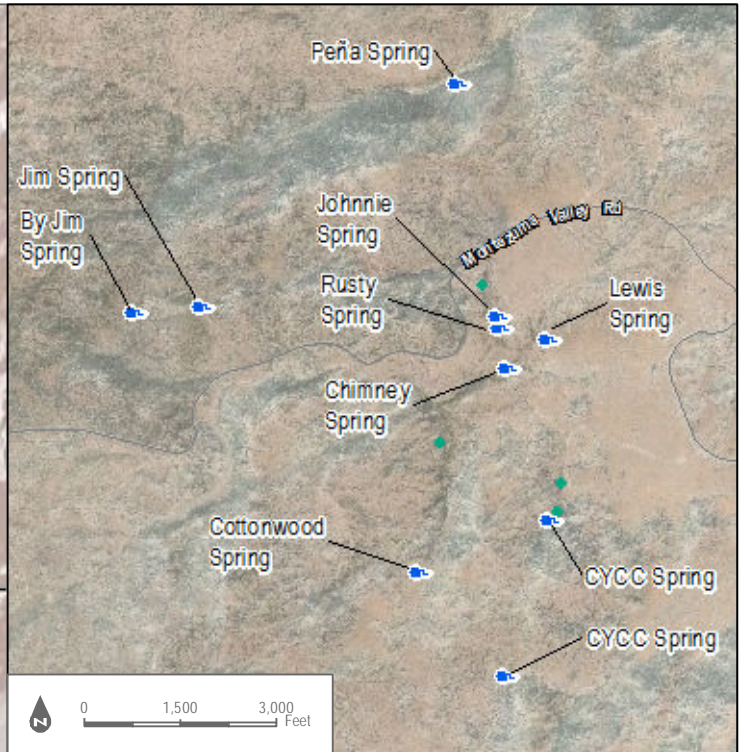 Peña Spring
Jim Spring
By Jim
Spring
Johnnie
Spring
Montezuma Valley Rd
Rusty
Spring
Lewis
Spring
Chimney
Spring
Cottonwood
Spring
CYCC Spring
CYCC Spring
N
0 1,500 3,000
Feet